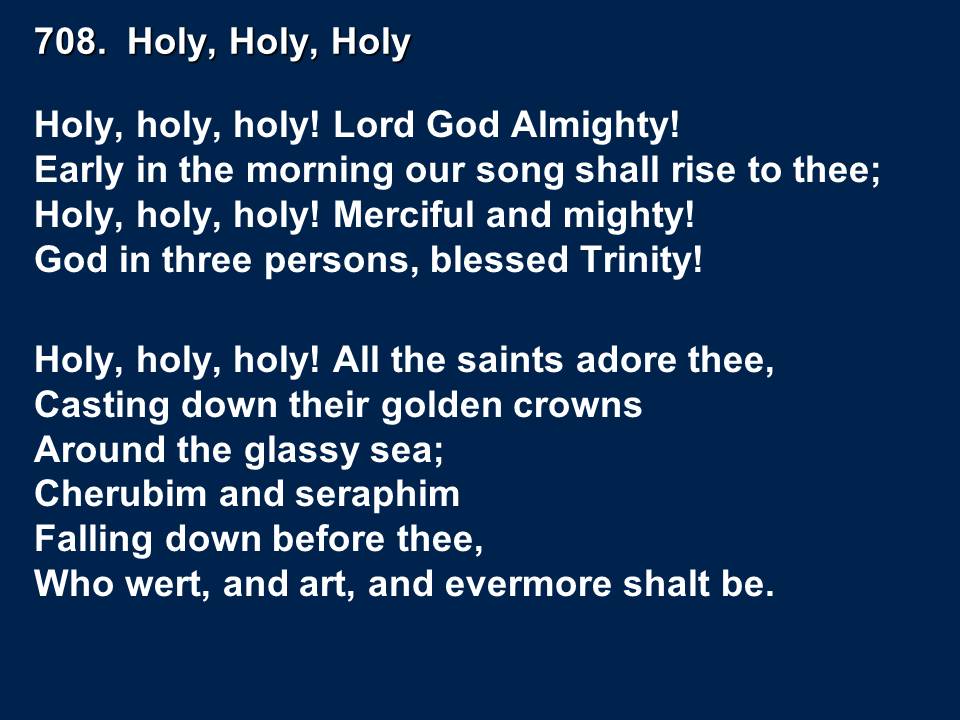 708.  Holy, Holy, Holy
Holy, holy, holy! Lord God Almighty!
Early in the morning our song shall rise to thee;
Holy, holy, holy! Merciful and mighty!
God in three persons, blessed Trinity!
Holy, holy, holy! All the saints adore thee,
Casting down their golden crowns
Around the glassy sea;
Cherubim and seraphim
Falling down before thee,
Who wert, and art, and evermore shalt be.